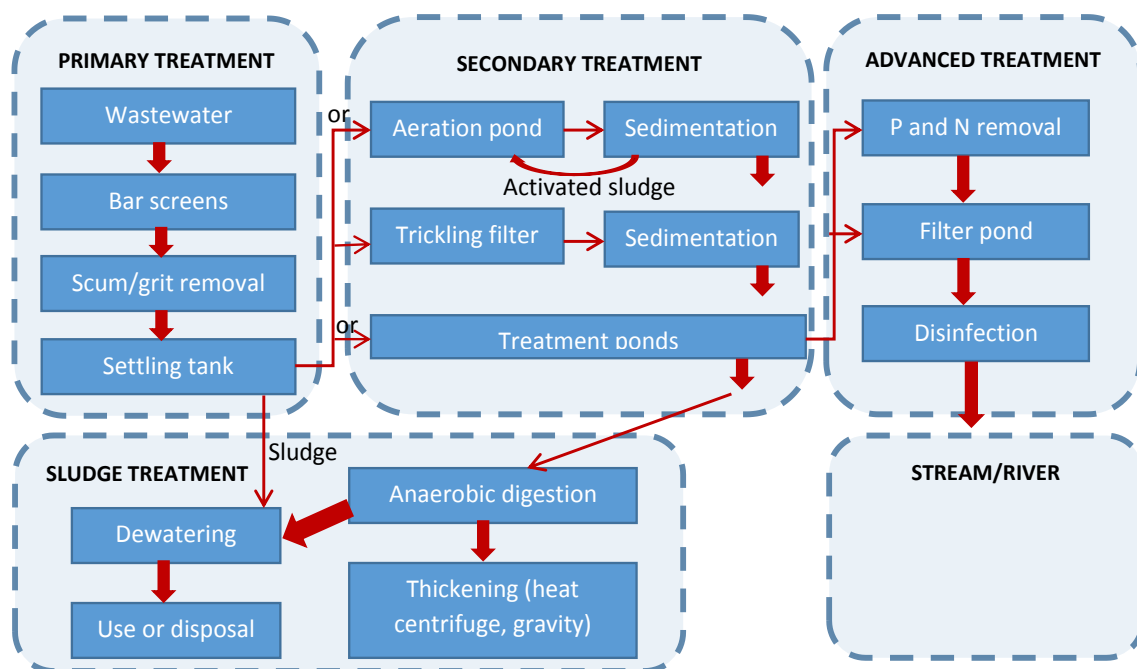 PRIMARY TREATMENT
Wastewater
Bar screens
Scum/grit removal
Settling tank
SECONDARY TREATMENT
or
Aeration pond
Sedimentation
Activated sludge
Trickling filter
Sedimentation
or
Treatment ponds
ADVANCED TREATMENT
P and N removal
Filter pond
Disinfection
Sludge
SLUDGE TREATMENT
Anaerobic digestion
Dewatering
Thickening (heat
centrifuge, gravity)
Use or disposal
STREAM/RIVER